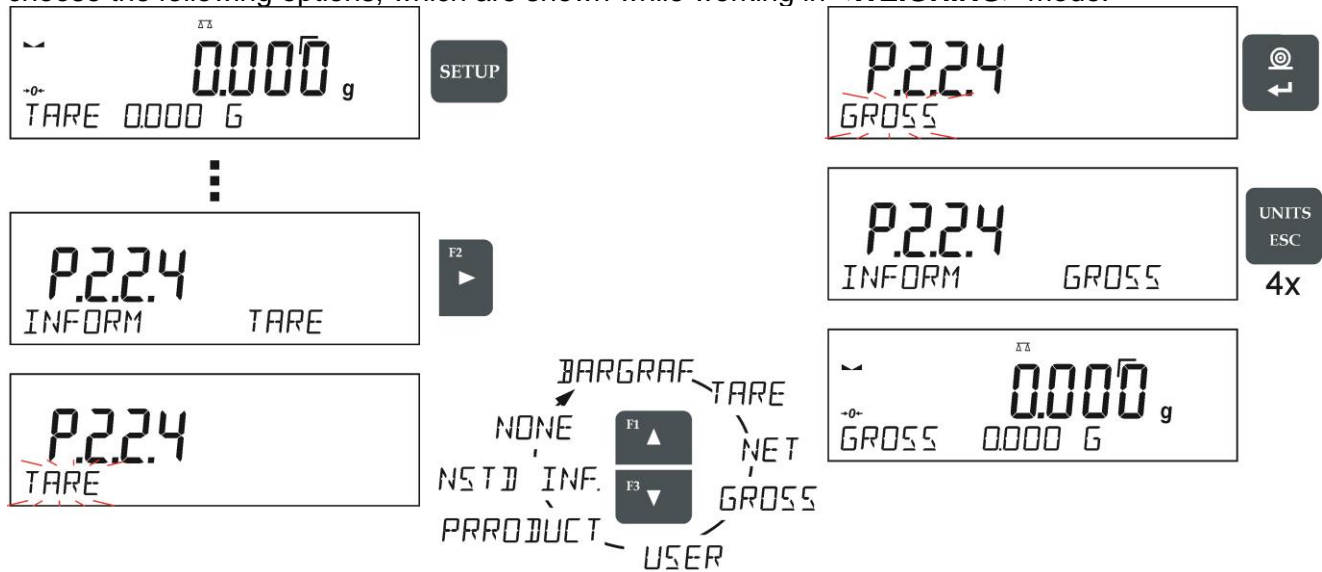 choose the following options, which are shown while working in <WEIGHING> mode.
0.000 g
TARE 0.000 G
SETUP
P.2.2.4
INFORM TARE
F2
P.2.2.4
TARE
BARGRAF
TARE
NET
GROSS
USER
PRRODUCT
NSTD INF.
NONE
F1
F3
P.2.2.4
GROSS
P.2.2.4
INFORM GROSS
UNITS
ESC
4x
→0←
0.000 g
GROSS 0.000 G